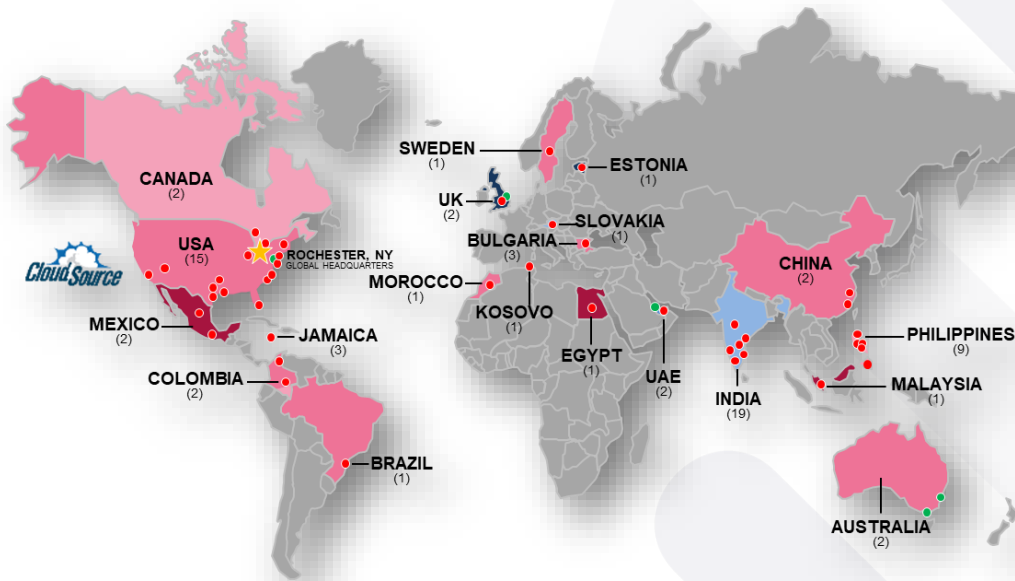 SWEDEN
(1)
ESTONIA
(1)
CANADA
(2)
UK
(2)
SLOVAKIA
(1)
USA
(15)
BULGARIA
(3)
ROCHESTER, NY
GLOBAL HEADQUARTERS
CloudSource
CHINA
(2)
MOROCCO
(1)
KOSOVO
(1)
MEXICO
(2)
JAMAICA
(3)
EGYPT
(1)
PHILIPPINES
(9)
COLOMBIA
(2)
UAE
(2)
INDIA
(19)
MALAYSIA
(1)
BRAZIL
(1)
AUSTRALIA
(2)